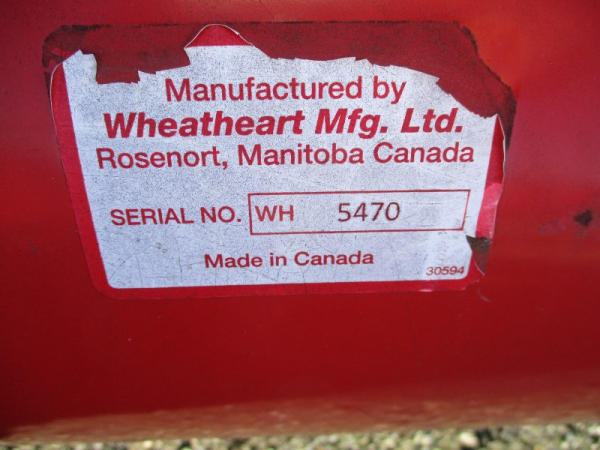 Manufactured by
Wheatheart Mfg. Ltd.
Rosenort, Manitoba Canada
SERIAL NO. WH 5470
Made in Canada
30594